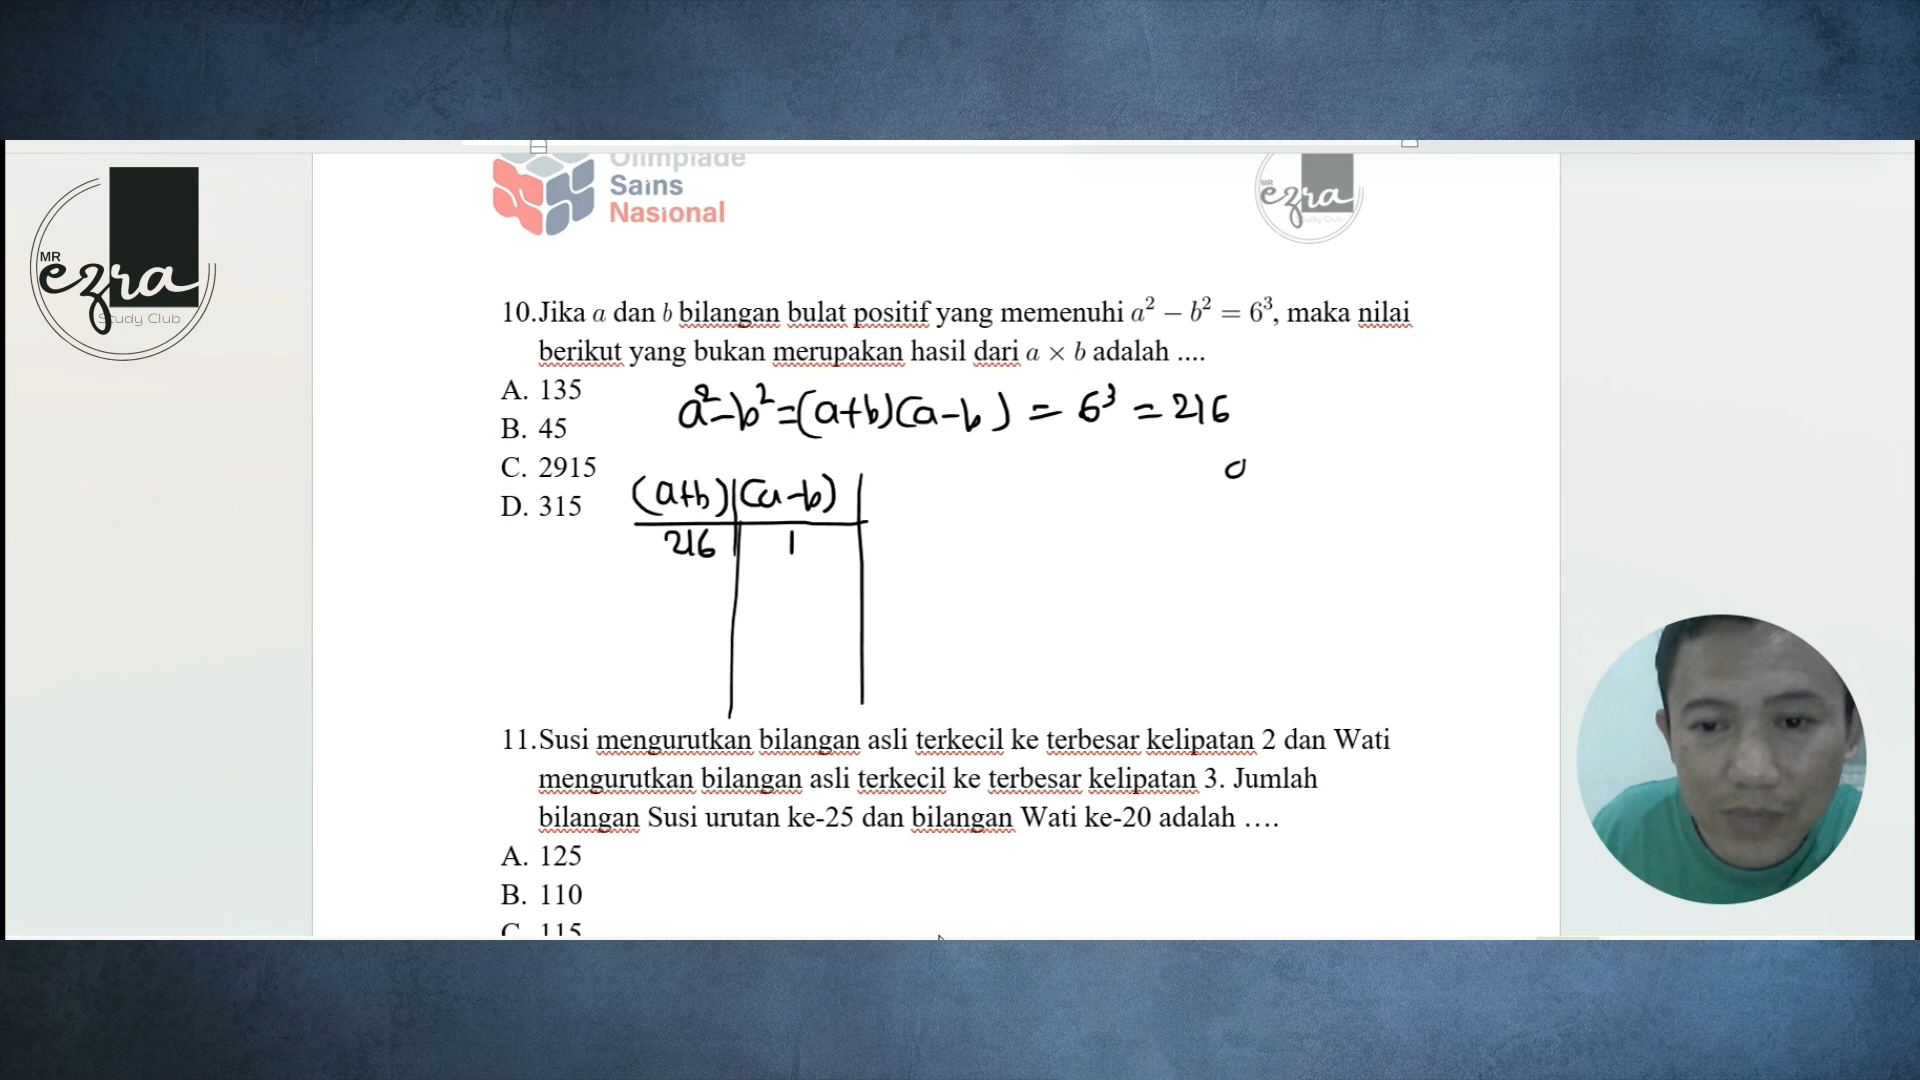 MR
ezra
Study Club
Olimpiade
Sains
Nasional
MR
ezra
Study Club
10.Jika a dan b bilangan bulat positif yang memenuhi a² − b² = 6³, maka nilai
berikut yang bukan merupakan hasil dari a × b adalah ....
A. 135
B. 45
C. 2915
D. 315
a²-b²=(a+b)(a-b) = 6³ = 216
(a+b) (a-b)
216 1
11.Susi mengurutkan bilangan asli terkecil ke terbesar kelipatan 2 dan Wati
mengurutkan bilangan asli terkecil ke terbesar kelipatan 3. Jumlah
bilangan Susi urutan ke-25 dan bilangan Wati ke-20 adalah ….
A. 125
B. 110
C. 115